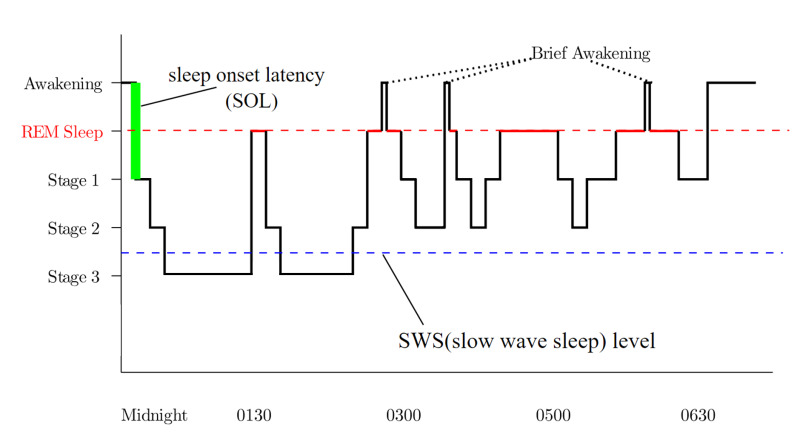 Brief Awakening
sleep onset latency
(SOL)
Awakening
REM Sleep
Stage 1
Stage 2
Stage 3
SWS(slow wave sleep) level
Midnight 0130 0300 0500 0630